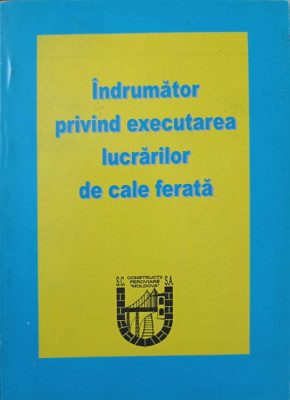 Îndrumător
privind executarea
lucrărilor
de cale ferată
CONSTRUCȚII
FEROVIARE
"MOLDOVA"
S.C.
S.A.